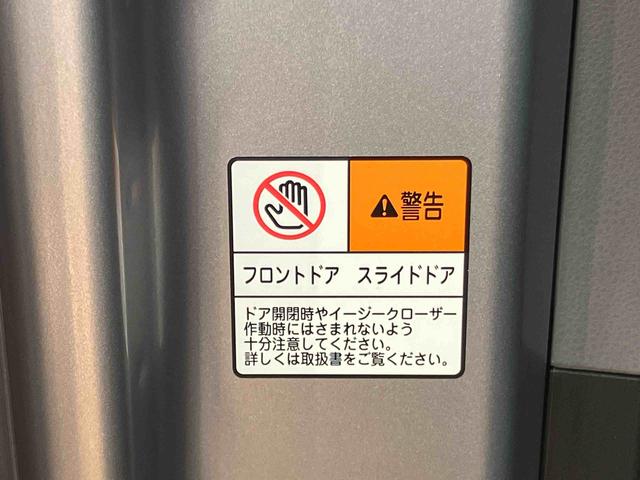 警告
フロントドア スライドドア
ドア開閉時やイージークローザー
作動時にはさまれないよう
十分注意してください。
詳しくは取扱書をご覧ください。